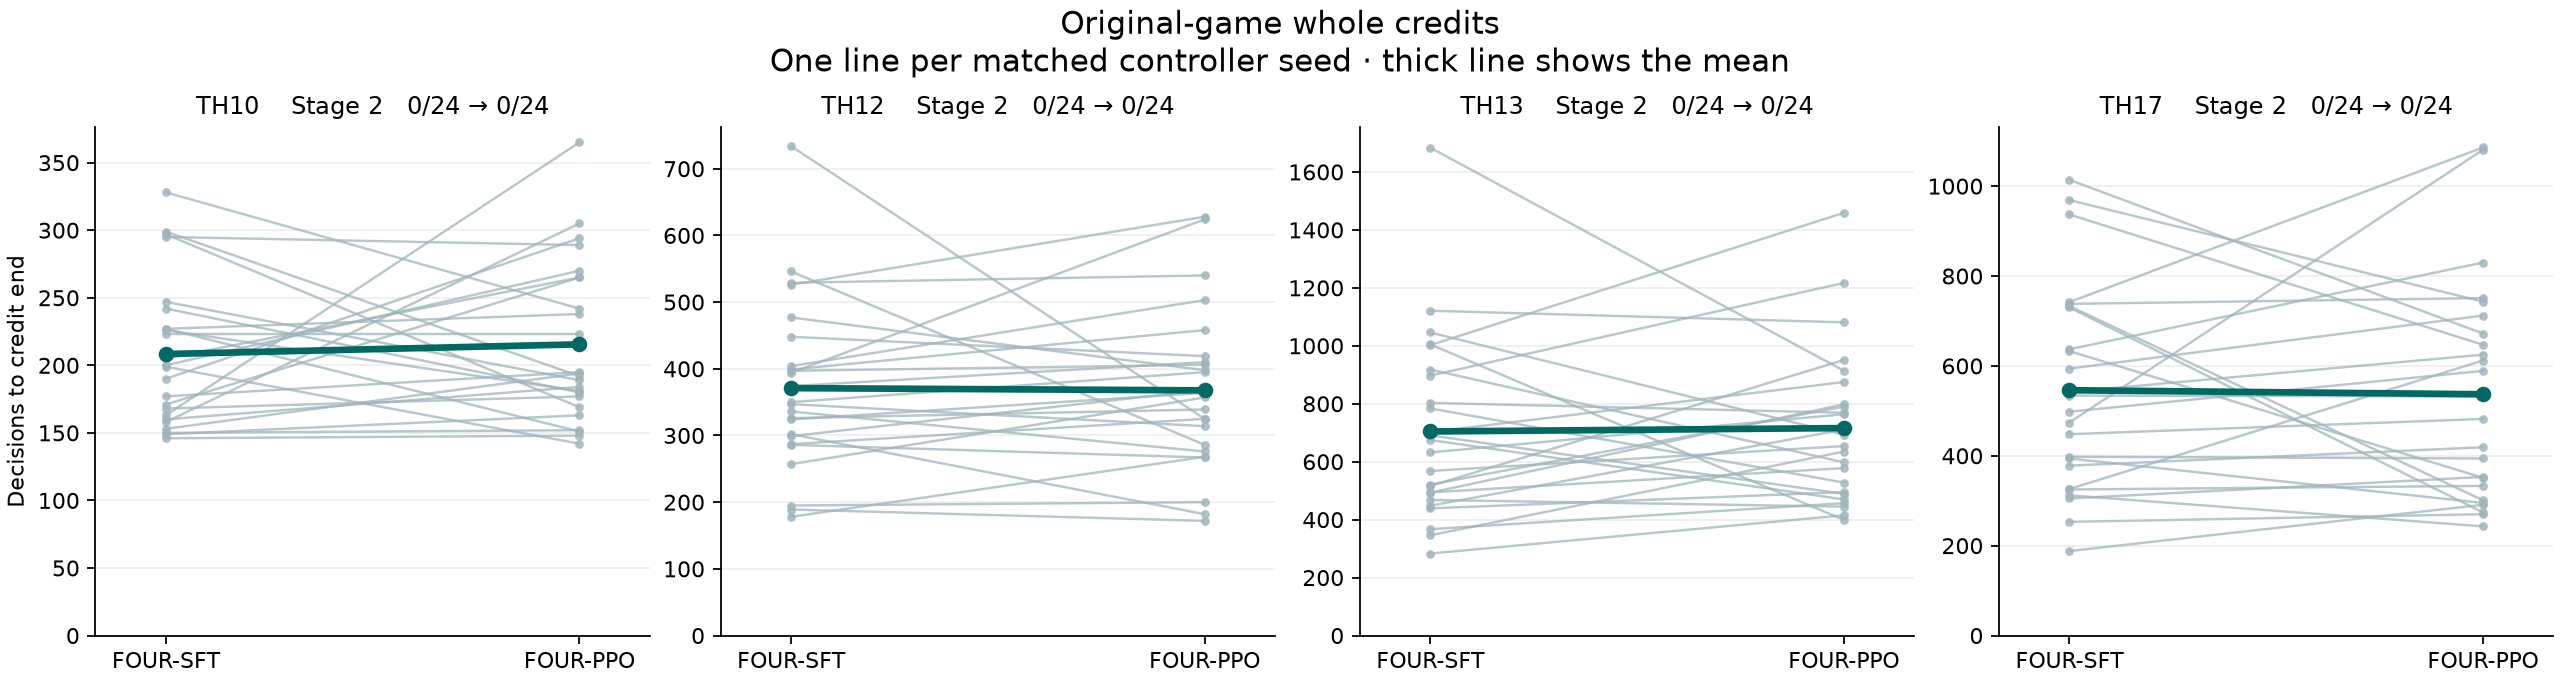 Original-game whole credits
One line per matched controller seed · thick line shows the mean
TH10 Stage 2 0/24 → 0/24
TH12 Stage 2 0/24 → 0/24
TH13 Stage 2 0/24 → 0/24
TH17 Stage 2 0/24 → 0/24
Decisions to credit end
350
300
250
200
150
100
50
0
FOUR-SFT
FOUR-PPO
700
600
500
400
300
200
100
0
FOUR-SFT
FOUR-PPO
1600
1400
1200
1000
800
600
400
200
0
FOUR-SFT
FOUR-PPO
1000
800
600
400
200
0
FOUR-SFT
FOUR-PPO